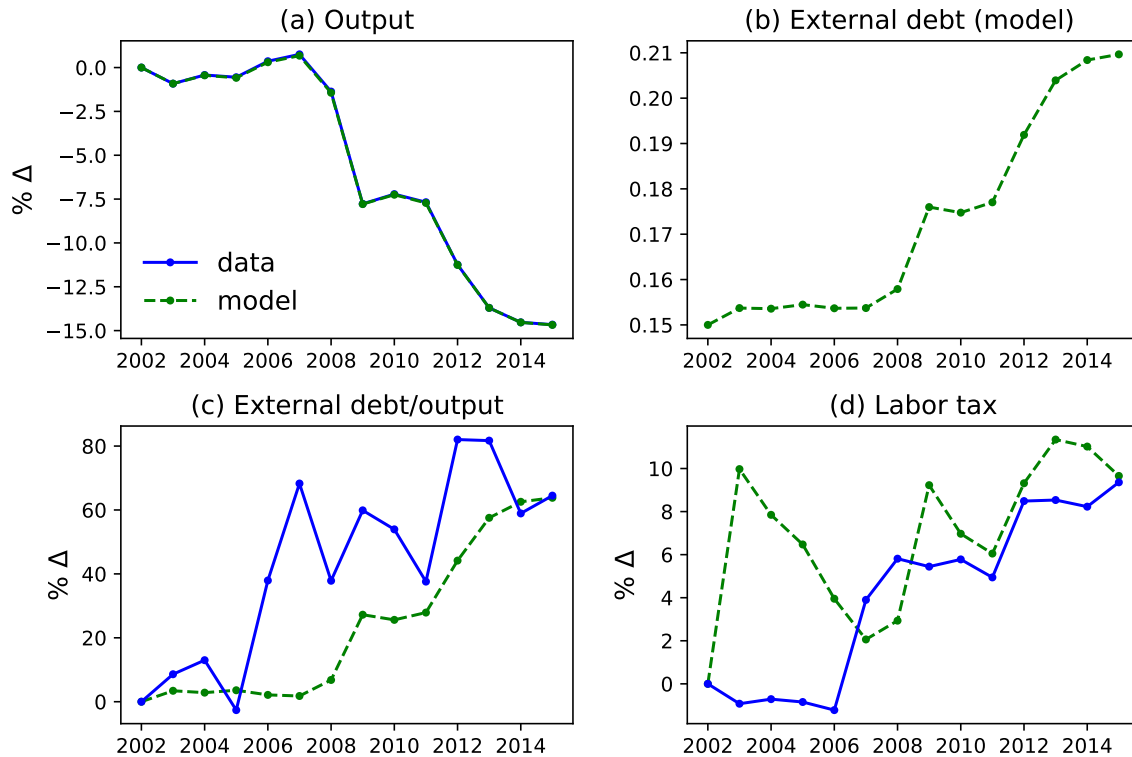 (a) Output
% Δ
0.0
−2.5
−5.0
−7.5
−10.0
−12.5
−15.0
data
model
2002 2004 2006 2008 2010 2012 2014
(b) External debt (model)
0.21
0.20
0.19
0.18
0.17
0.16
0.15
2002 2004 2006 2008 2010 2012 2014
(c) External debt/output
% Δ
80
60
40
20
0
2002 2004 2006 2008 2010 2012 2014
(d) Labor tax
% Δ
10
8
6
4
2
0
2002 2004 2006 2008 2010 2012 2014